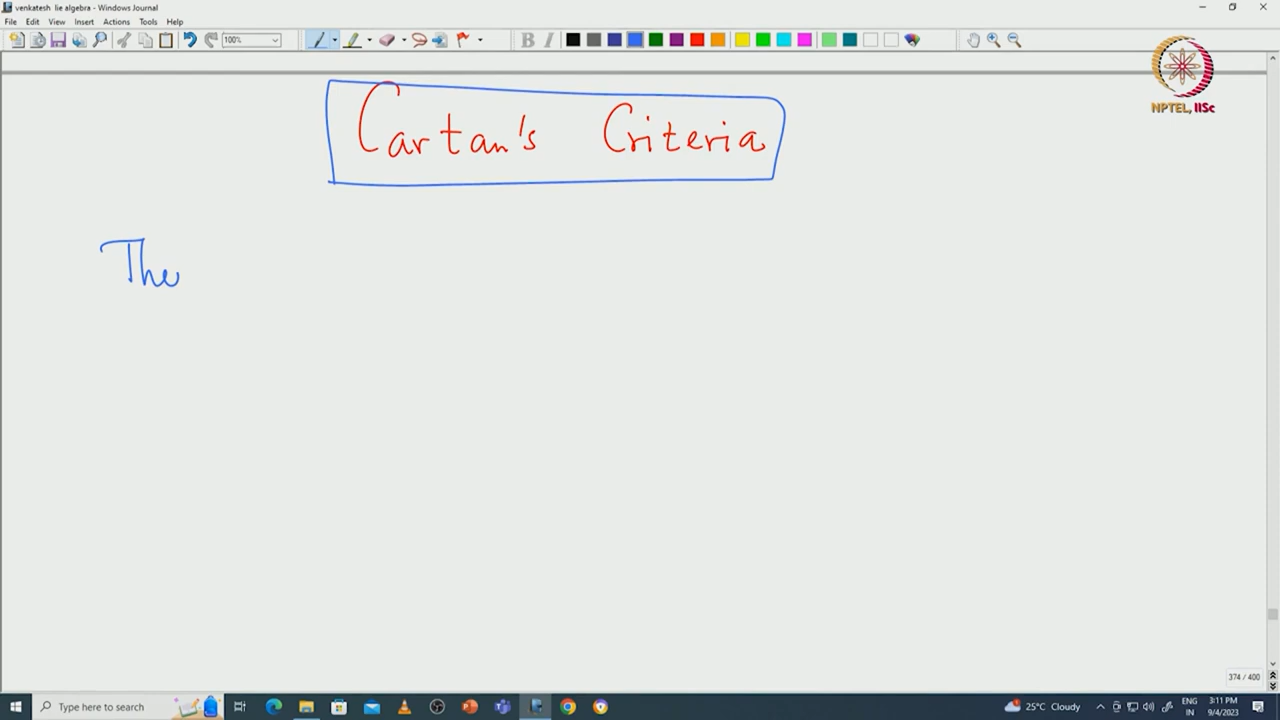 venkatesh lie algebra - Windows Journal
File Edit View Insert Actions Tools Help
100%
B I
NPTEL, IISc
Cartan's Criteria
The
374 / 400
Type here to search
25°C Cloudy
ENG
IN
3:11 PM
9/4/2023